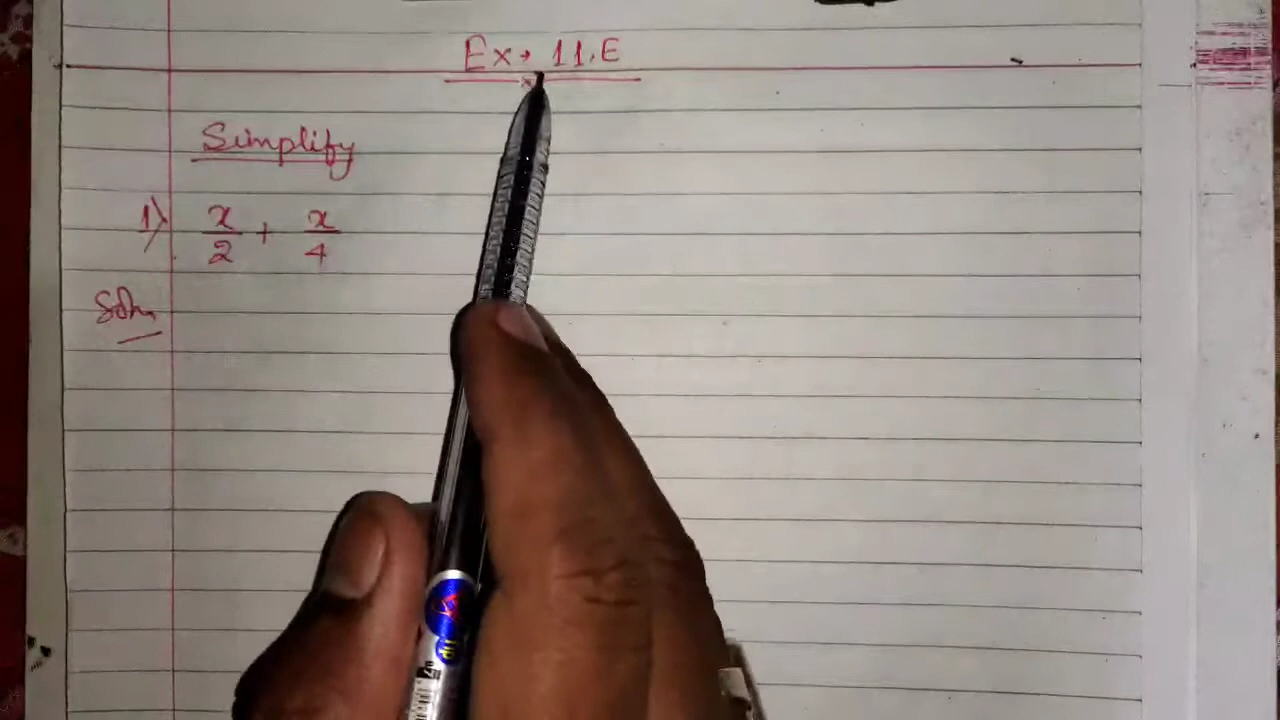 Ex → 11.E
Simplify
1) x/2 + x/4
Soln